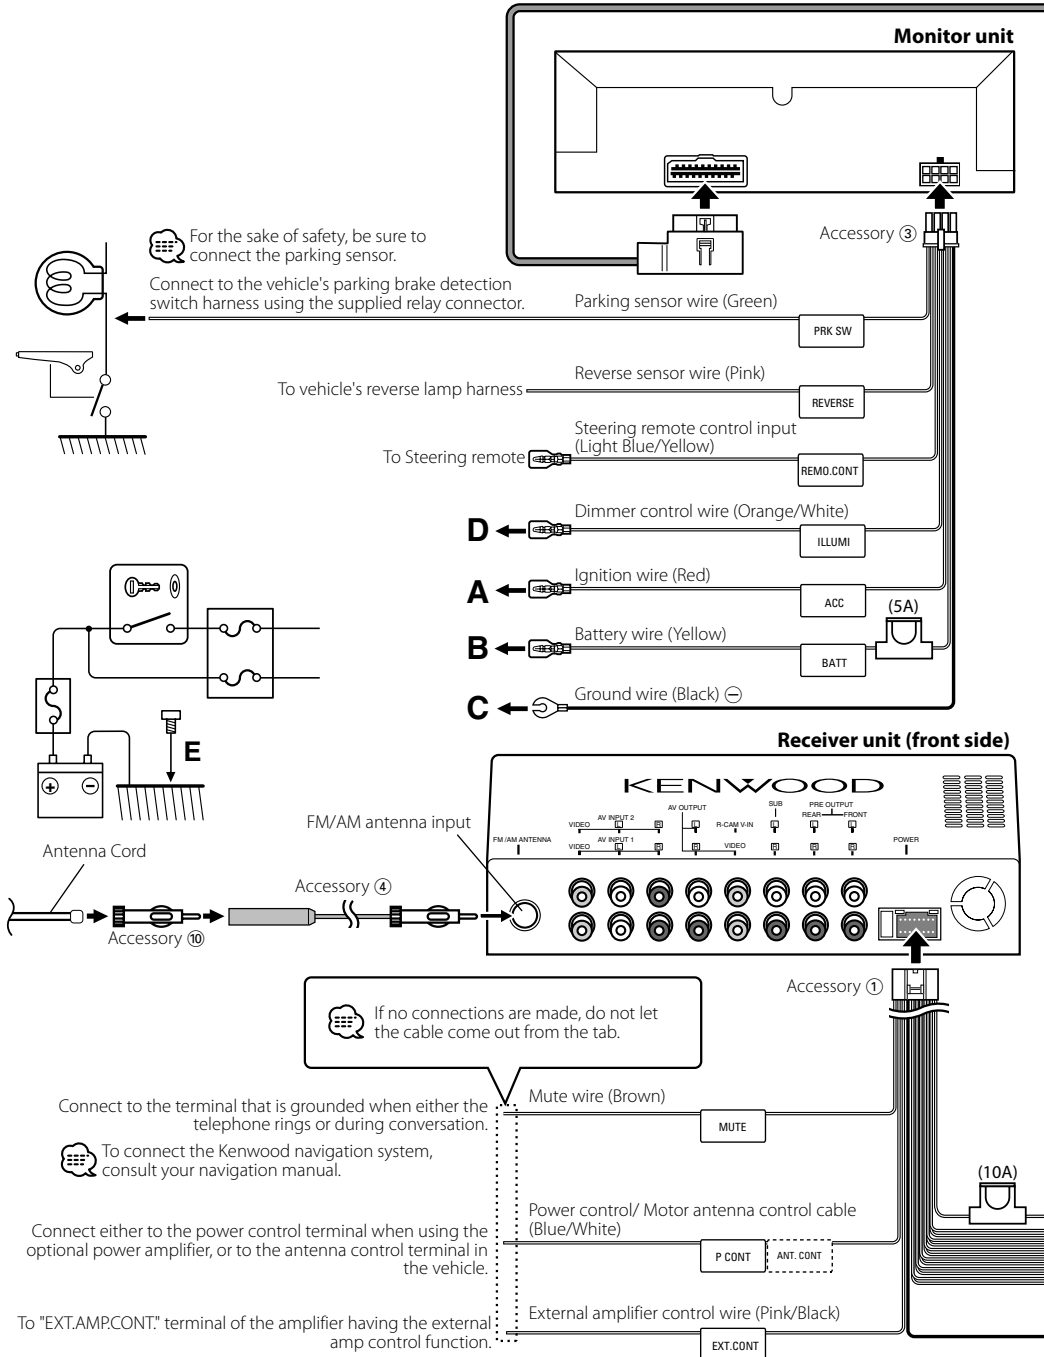 Monitor unit
Accessory ③
For the sake of safety, be sure to
connect the parking sensor.
Connect to the vehicle's parking brake detection
switch harness using the supplied relay connector.
Parking sensor wire (Green)
PRK SW
Reverse sensor wire (Pink)
To vehicle's reverse lamp harness
REVERSE
Steering remote control input
(Light Blue/Yellow)
To Steering remote
REMO.CONT
Dimmer control wire (Orange/White)
D
ILLUMI
Ignition wire (Red)
A
ACC
(5A)
Battery wire (Yellow)
B
BATT
Ground wire (Black) ⊖
C
E
+ −
Receiver unit (front side)
KENWOOD
FM/AM antenna input
FM /AM ANTENNA
AV INPUT 2
VIDEO L R
AV INPUT 1
VIDEO L R
AV OUTPUT
L
R VIDEO
R-CAM V-IN
SUB
L
R
PRE OUTPUT
REAR FRONT
L L
R R
POWER
Antenna Cord
Accessory ④
Accessory ⑩
Accessory ①
If no connections are made, do not let
the cable come out from the tab.
Mute wire (Brown)
Connect to the terminal that is grounded when either the
telephone rings or during conversation.
MUTE
To connect the Kenwood navigation system,
consult your navigation manual.
(10A)
Power control/ Motor antenna control cable
(Blue/White)
Connect either to the power control terminal when using the
optional power amplifier, or to the antenna control terminal in
the vehicle.
P CONT
ANT. CONT
External amplifier control wire (Pink/Black)
To "EXT.AMP.CONT." terminal of the amplifier having the external
amp control function.
EXT.CONT